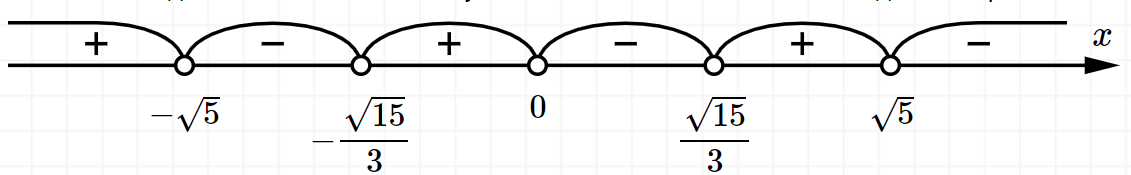 + − + − + − x
−√5 −√15/3 0 √15/3 √5